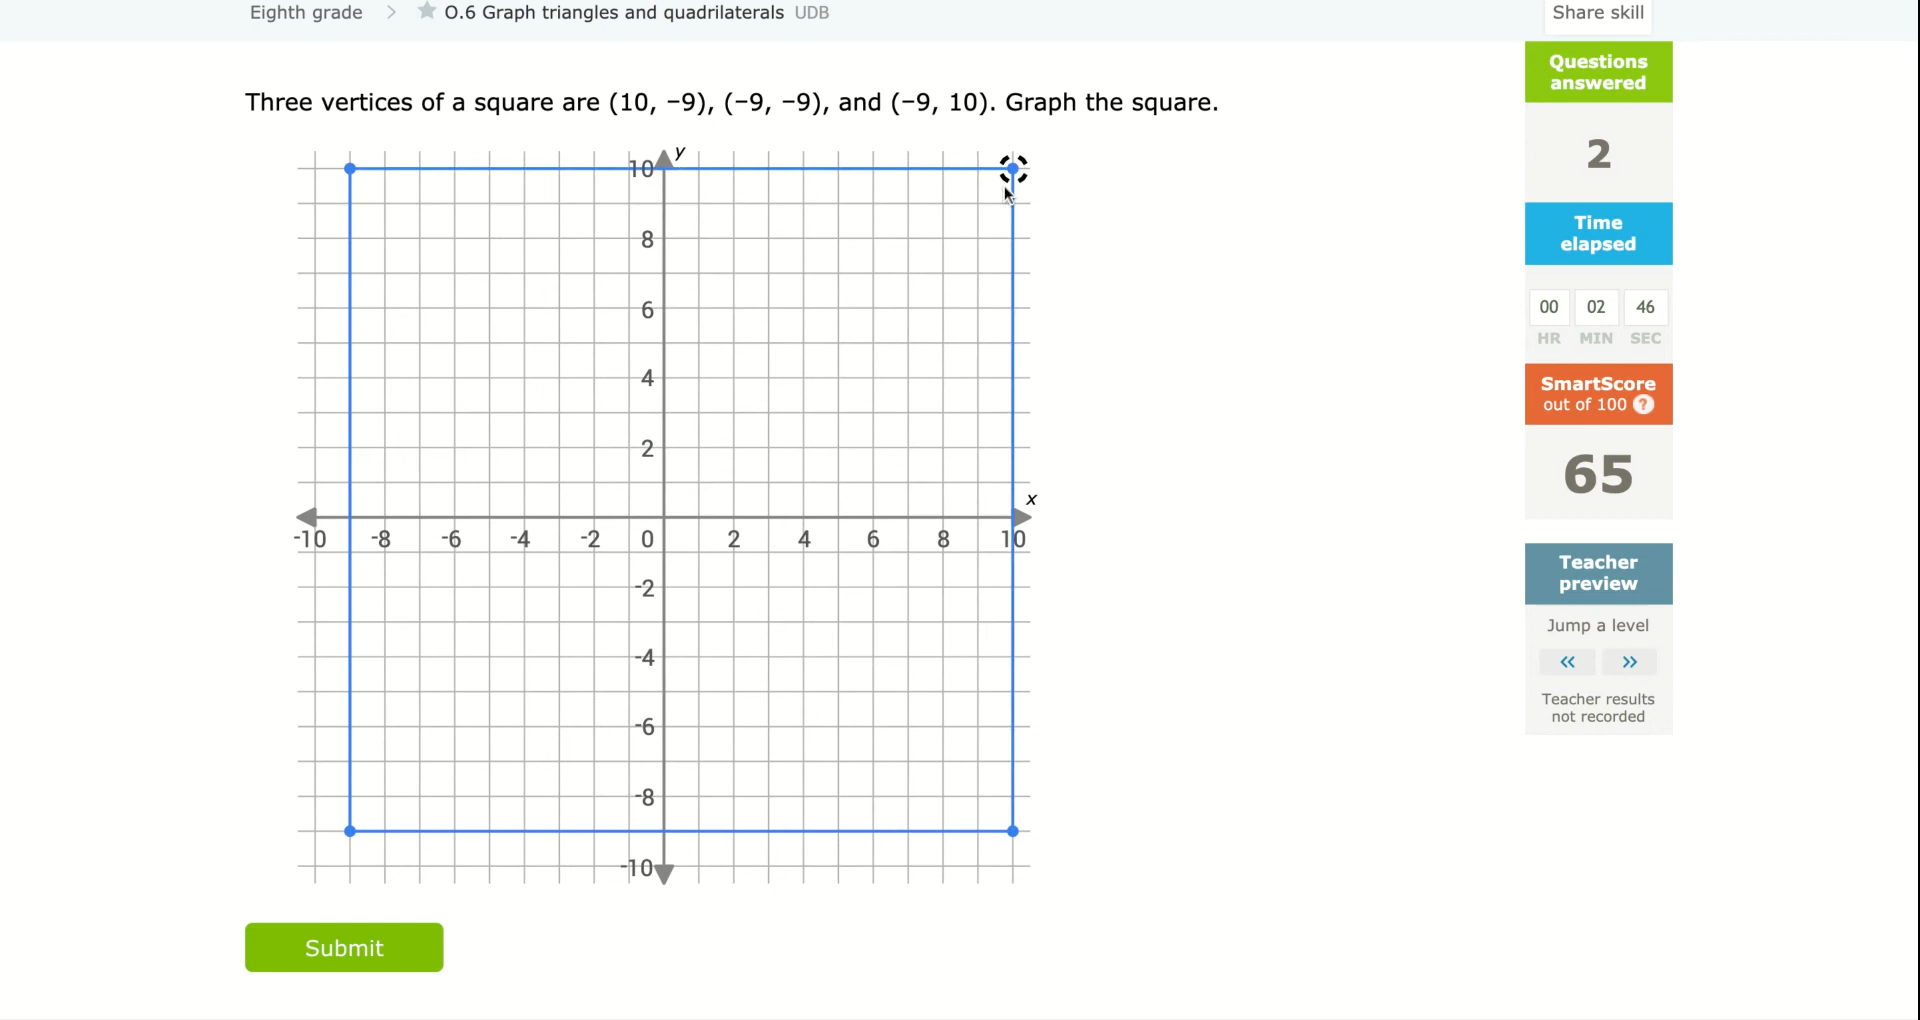 Eighth grade > O.6 Graph triangles and quadrilaterals UDB
Share skill
Three vertices of a square are (10, −9), (−9, −9), and (−9, 10). Graph the square.
y
10
8
6
4
2
x
-10 -8 -6 -4 -2 0 2 4 6 8 10
-2
-4
-6
-8
-10
Submit
Questions
answered
2
Time
elapsed
00 02 46
HR MIN SEC
SmartScore
out of 100 ?
65
Teacher
preview
Jump a level
« »
Teacher results
not recorded